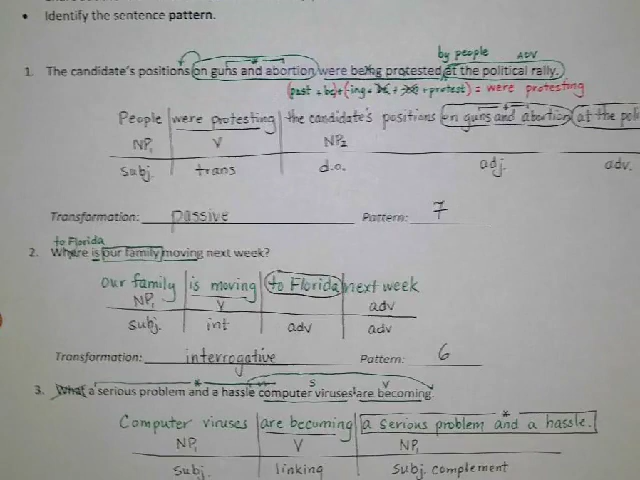 • Identify the sentence pattern.
by people ADV
1. The candidate's positions on guns and abortion were being protested at the political rally.
(past + be) + (ing + + + protest) = were protesting
People were protesting the candidate's positions on guns and abortion at the poli
NP1 V NP2
subj. trans d.o. adj. adv.
Transformation: passive Pattern: 7
to Florida
2. Where is our family moving next week?
our family is moving to Florida next week
NP1 V adv
subj. int adv adv
Transformation: interrogative Pattern: 6
S V
3. What a serious problem and a hassle computer viruses are becoming.
Computer viruses are becoming a serious problem and a hassle.
NP1 V NP1
subj. linking subj. complement